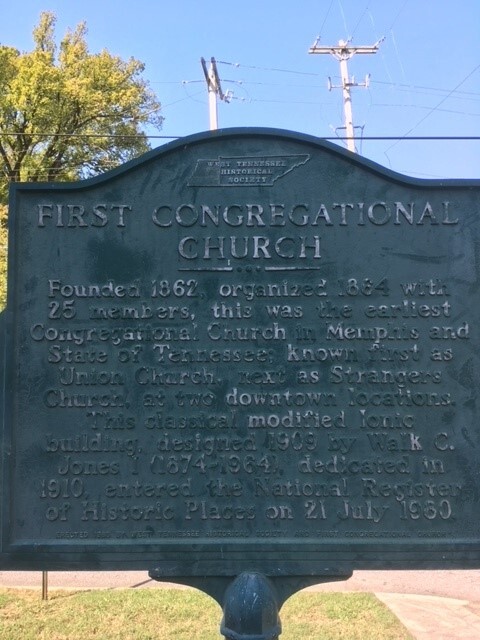 WEST TENNESSEE
HISTORICAL
SOCIETY
FIRST CONGREGATIONAL
CHURCH
Founded 1862, organized 1864 with
25 members, this was the earliest
Congregational Church in Memphis and
State of Tennessee; known first as
Union Church, next as Strangers
Church, at two downtown locations.
This classical modified Ionic
building, designed 1909 by Walk C.
Jones I (1874-1964), dedicated in
1910, entered the National Register
of Historic Places on 21 July 1980.